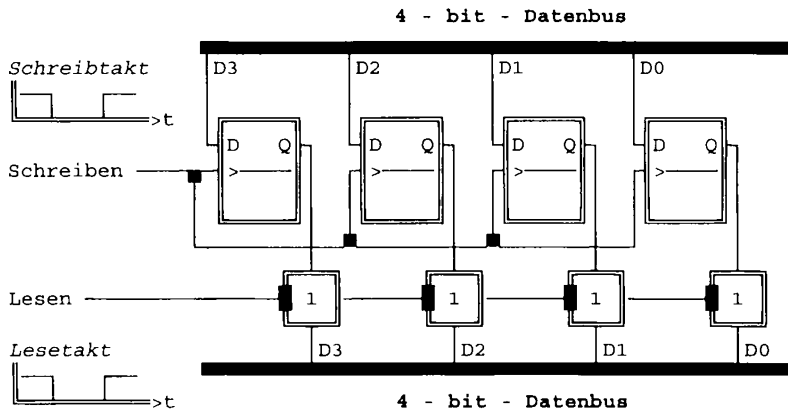 4 - bit - Datenbus
Schreibtakt
D3 D2 D1 D0
>t
D Q D Q D Q D Q
Schreiben
> > > >
Lesen
1 1 1 1
Lesetakt
D3 D2 D1 D0
>t
4 - bit - Datenbus